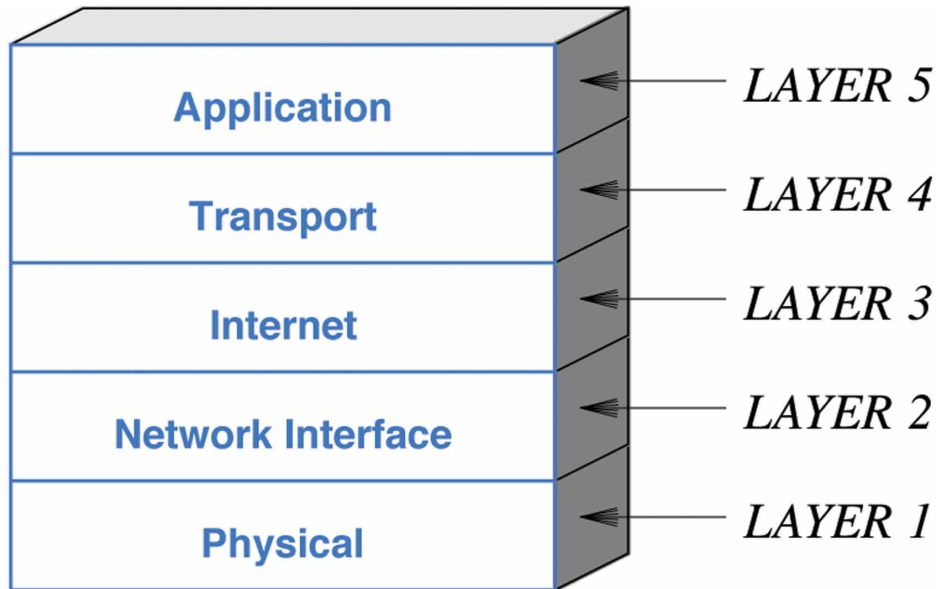 Application
LAYER 5
Transport
LAYER 4
Internet
LAYER 3
Network Interface
LAYER 2
Physical
LAYER 1